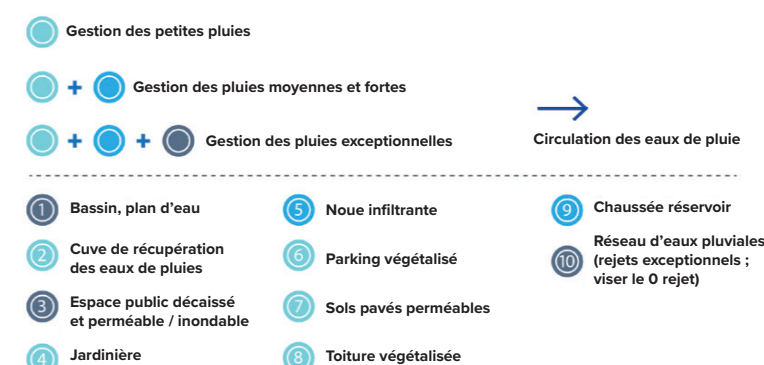 Gestion des petites pluies
+ Gestion des pluies moyennes et fortes
+ + Gestion des pluies exceptionnelles
Circulation des eaux de pluie
1 Bassin, plan d'eau
2 Cuve de récupération
des eaux de pluies
3 Espace public décaissé
et perméable / inondable
4 Jardinière
5 Noue infiltrante
6 Parking végétalisé
7 Sols pavés perméables
8 Toiture végétalisée
9 Chaussée réservoir
10 Réseau d'eaux pluviales
(rejets exceptionnels ;
viser le 0 rejet)